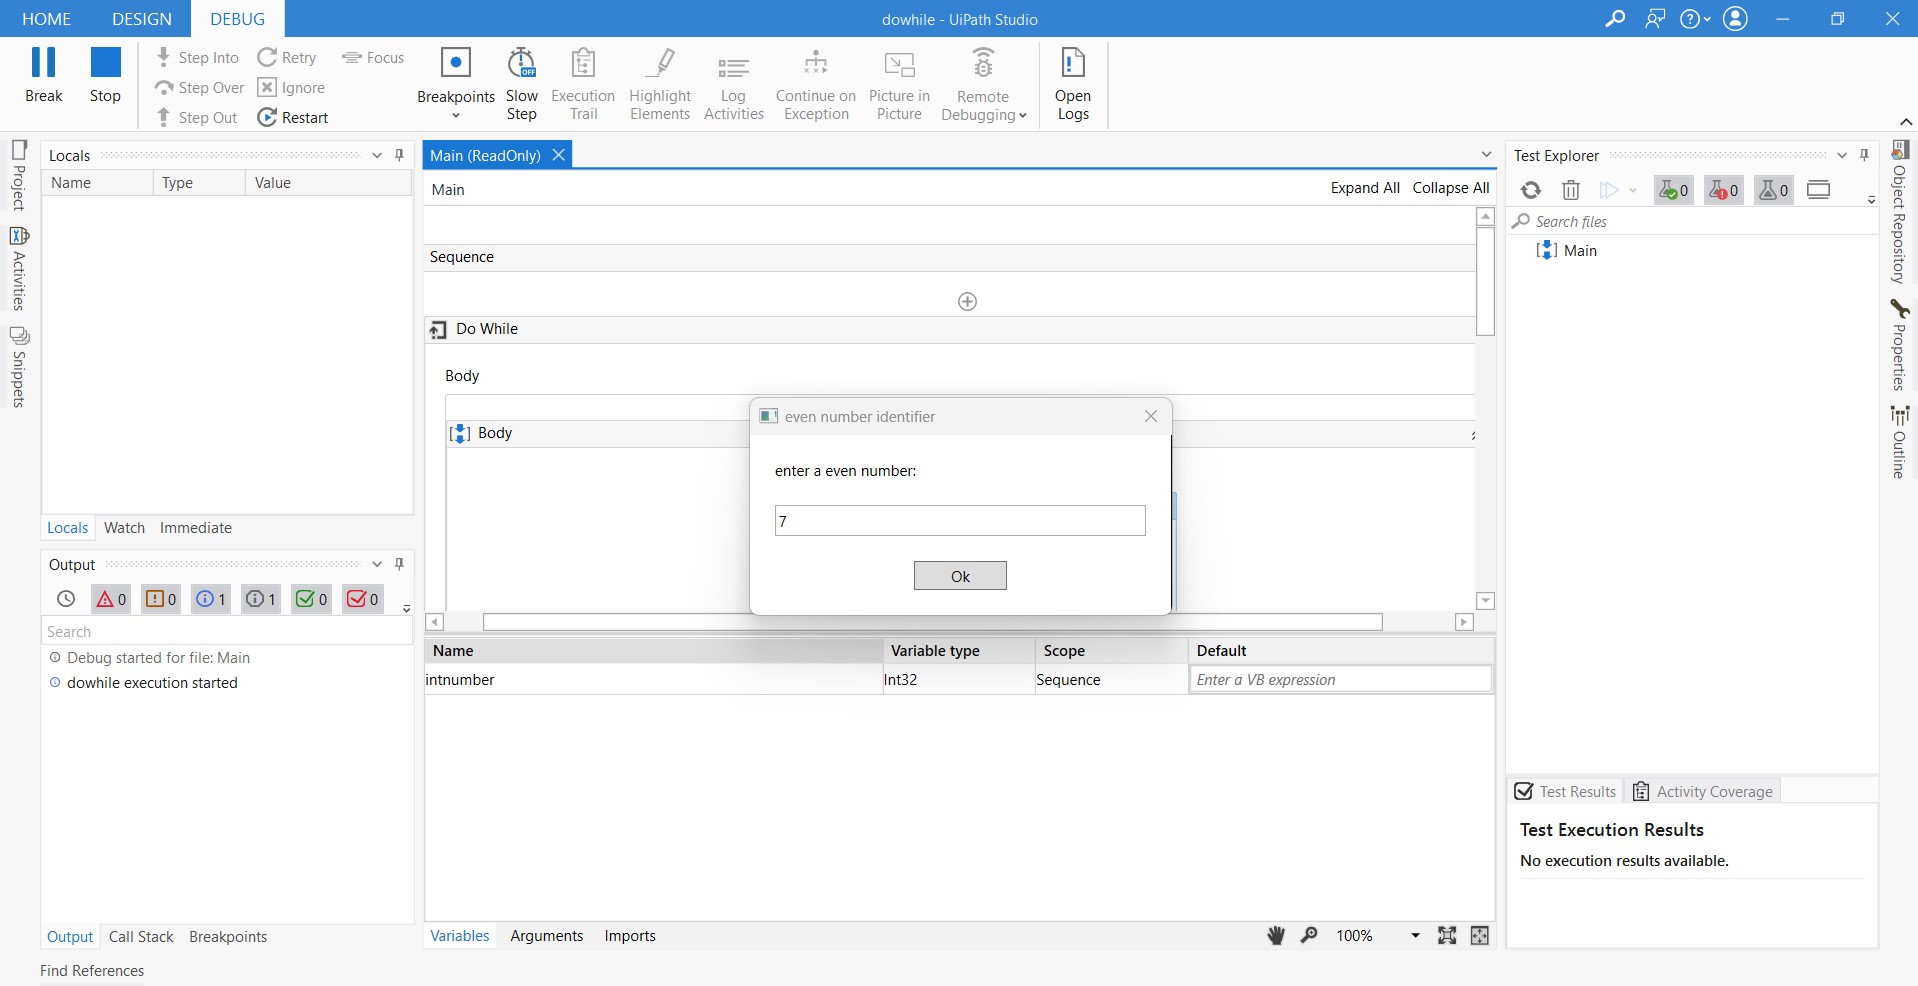 HOME DESIGN DEBUG
dowhile - UiPath Studio
Break
Stop
Step Into
Step Over
Step Out
Retry
Ignore
Restart
Focus
Breakpoints
Slow
Step
OFF
Execution
Trail
Highlight
Elements
Log
Activities
Continue on
Exception
Picture in
Picture
Remote
Debugging
Open
Logs
Project
Activities
Snippets
Locals
Name Type Value
Locals Watch Immediate
Output
0 0 1 1 0 0
Search
Debug started for file: Main
dowhile execution started
Output Call Stack Breakpoints
Find References
Main (ReadOnly)
Main
Expand All Collapse All
Sequence
Do While
Body
Body
even number identifier
enter a even number:
7
Ok
Name Variable type Scope Default
intnumber Int32 Sequence Enter a VB expression
Variables Arguments Imports
100%
Test Explorer
0 0 0
Search files
Main
Test Results Activity Coverage
Test Execution Results
No execution results available.
Object Repository
Properties
Outline